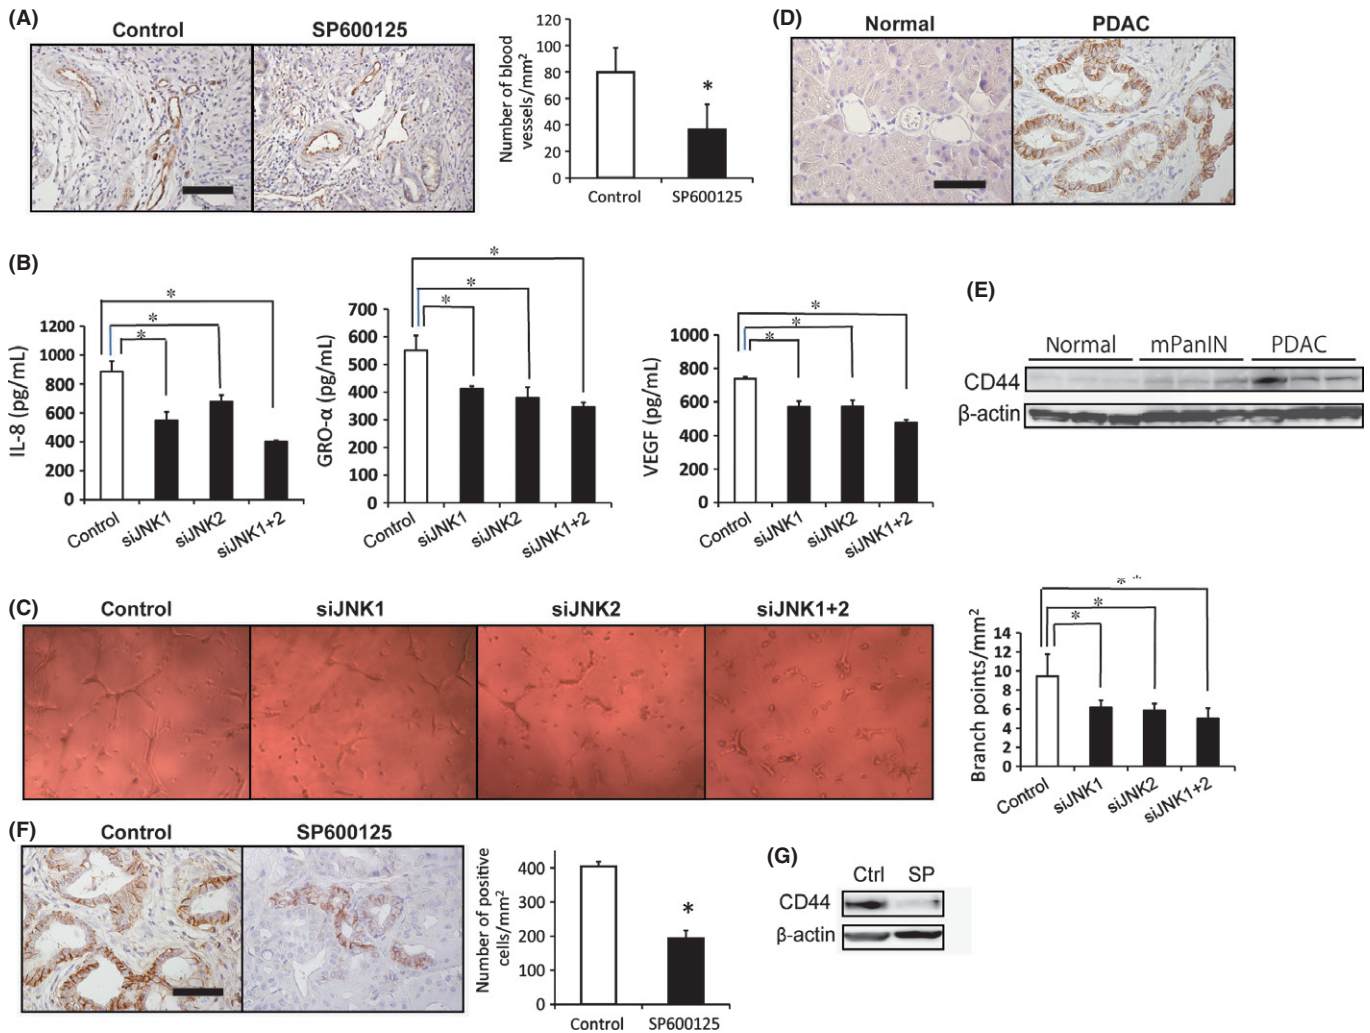 (A)
Control
SP600125
Number of blood
vessels/mm2
120
100
80
60
40
20
0
*
Control
SP600125
(D)
Normal
PDAC
(B)
IL-8 (pg/mL)
1200
1000
800
600
400
200
0
*
*
*
Control
siJNK1
siJNK2
siJNK1+2
GRO-α (pg/mL)
700
600
500
400
300
200
100
0
*
*
*
Control
siJNK1
siJNK2
siJNK1+2
VEGF (pg/mL)
1000
800
600
400
200
0
*
*
*
Control
siJNK1
siJNK2
siJNK1+2
(E)
Normal
mPanIN
PDAC
CD44
β-actin
(C)
Control
siJNK1
siJNK2
siJNK1+2
Branch points/mm2
14
12
10
8
6
4
2
0
*
*
*
Control
siJNK1
siJNK2
siJNK1+2
(F)
Control
SP600125
Number of positive
cells/mm2
400
300
200
100
0
*
Control
SP600125
(G)
Ctrl
SP
CD44
β-actin